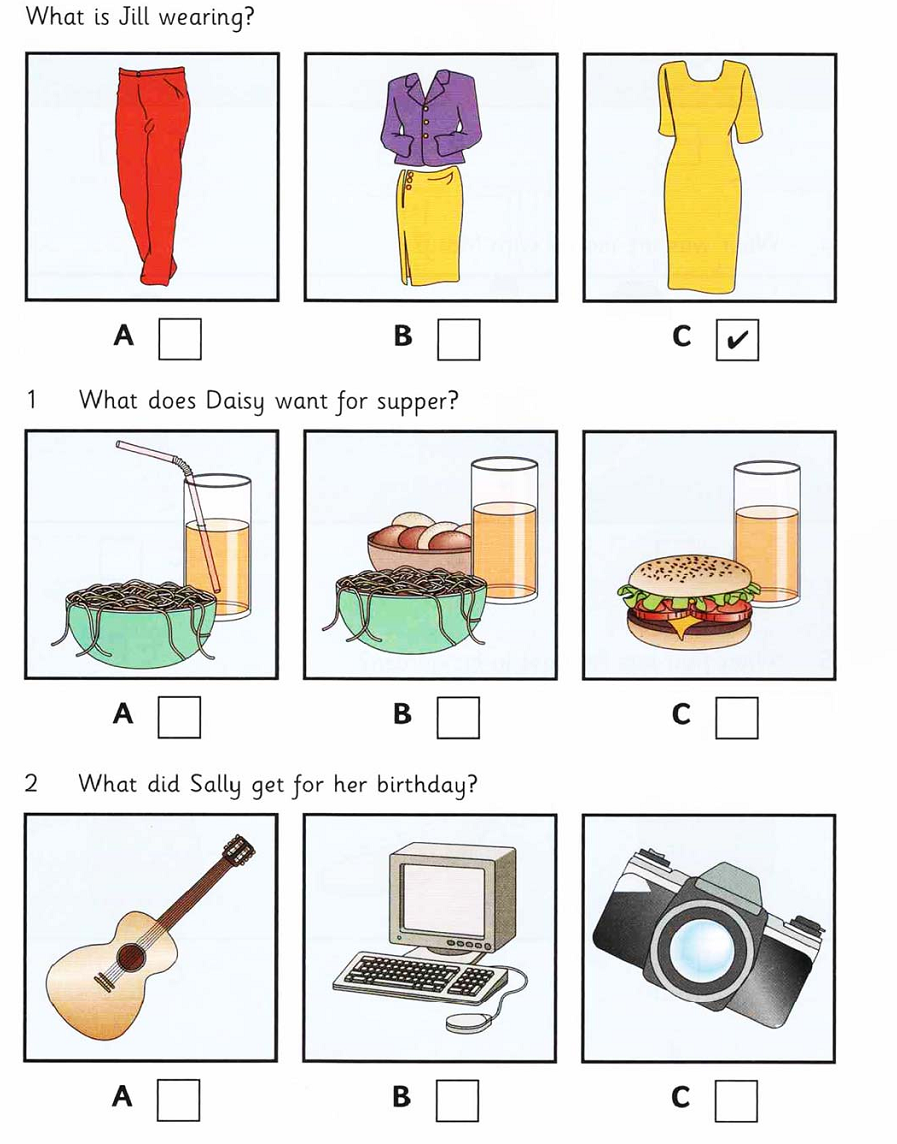 What is Jill wearing?
A B C ✔
1 What does Daisy want for supper?
A B C
2 What did Sally get for her birthday?
A B C